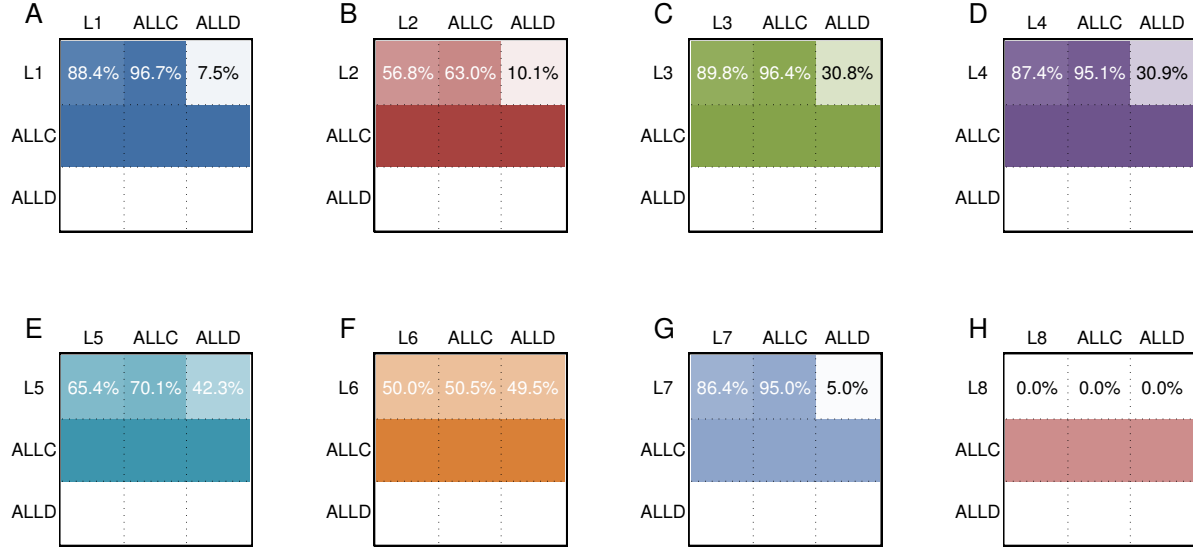 A L1 ALLC ALLD
L1 88.4% 96.7% 7.5%
ALLC
ALLD
B L2 ALLC ALLD
L2 56.8% 63.0% 10.1%
ALLC
ALLD
C L3 ALLC ALLD
L3 89.8% 96.4% 30.8%
ALLC
ALLD
D L4 ALLC ALLD
L4 87.4% 95.1% 30.9%
ALLC
ALLD
E L5 ALLC ALLD
L5 65.4% 70.1% 42.3%
ALLC
ALLD
F L6 ALLC ALLD
L6 50.0% 50.5% 49.5%
ALLC
ALLD
G L7 ALLC ALLD
L7 86.4% 95.0% 5.0%
ALLC
ALLD
H L8 ALLC ALLD
L8 0.0% 0.0% 0.0%
ALLC
ALLD